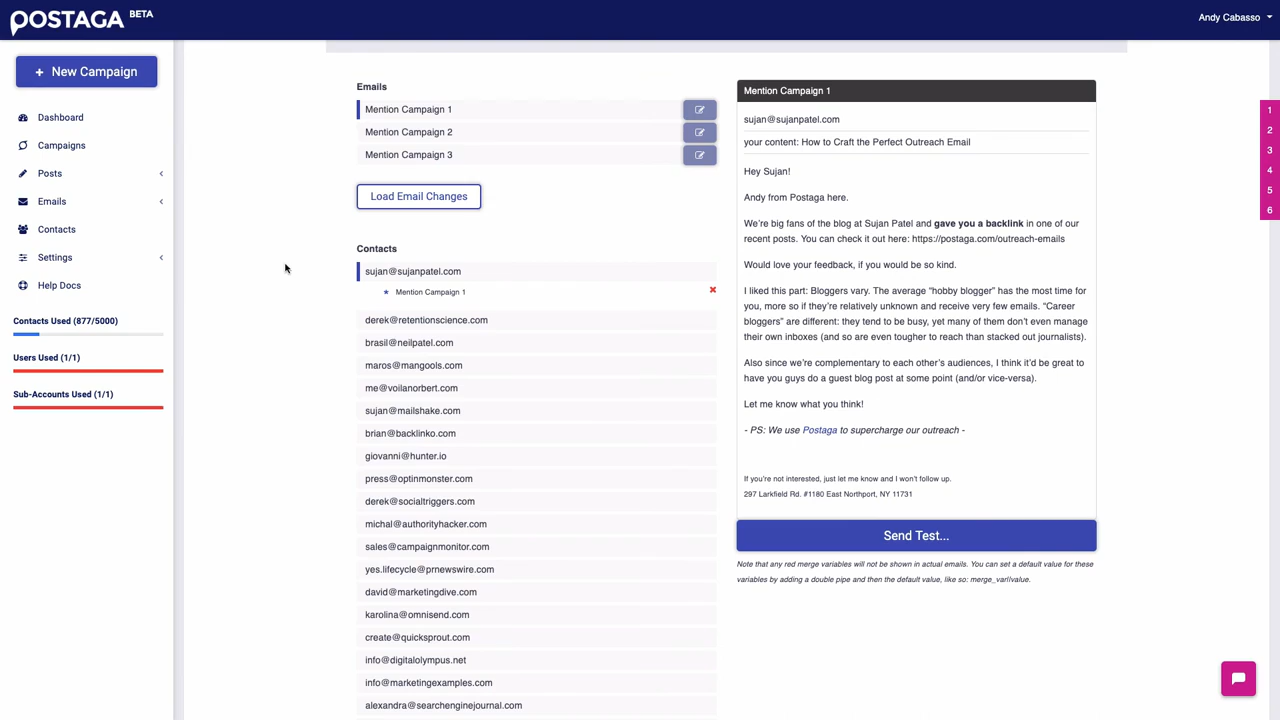 POSTAGA BETA
Andy Cabasso
+ New Campaign
Dashboard
Campaigns
Posts
Emails
Contacts
Settings
Help Docs
Contacts Used (877/5000)
Users Used (1/1)
Sub-Accounts Used (1/1)
Emails
Mention Campaign 1
Mention Campaign 2
Mention Campaign 3
Load Email Changes
Contacts
sujan@sujanpatel.com
Mention Campaign 1
derek@retentionscience.com
brasil@neilpatel.com
maros@mangools.com
me@voilanorbert.com
sujan@mailshake.com
brian@backlinko.com
giovanni@hunter.io
press@optinmonster.com
derek@socialtriggers.com
michal@authorityhacker.com
sales@campaignmonitor.com
yes.lifecycle@prnewswire.com
david@marketingdive.com
karolina@omnisend.com
create@quicksprout.com
info@digitalolympus.net
info@marketingexamples.com
alexandra@searchenginejournal.com
Mention Campaign 1
sujan@sujanpatel.com
your content: How to Craft the Perfect Outreach Email
Hey Sujan!
Andy from Postaga here.
We're big fans of the blog at Sujan Patel and gave you a backlink in one of our
recent posts. You can check it out here: https://postaga.com/outreach-emails
Would love your feedback, if you would be so kind.
I liked this part: Bloggers vary. The average “hobby blogger” has the most time for
you, more so if they're relatively unknown and receive very few emails. “Career
bloggers” are different: they tend to be busy, yet many of them don't even manage
their own inboxes (and so are even tougher to reach than stacked out journalists).
Also since we're complementary to each other's audiences, I think it'd be great to
have you guys do a guest blog post at some point (and/or vice-versa).
Let me know what you think!
- PS: We use Postaga to supercharge our outreach -
If you're not interested, just let me know and I won't follow up.
297 Larkfield Rd. #1180 East Northport, NY 11731
Send Test...
Note that any red merge variables will not be shown in actual emails. You can set a default value for these
variables by adding a double pipe and then the default value, like so: merge_var||value.
1
2
3
4
5
6